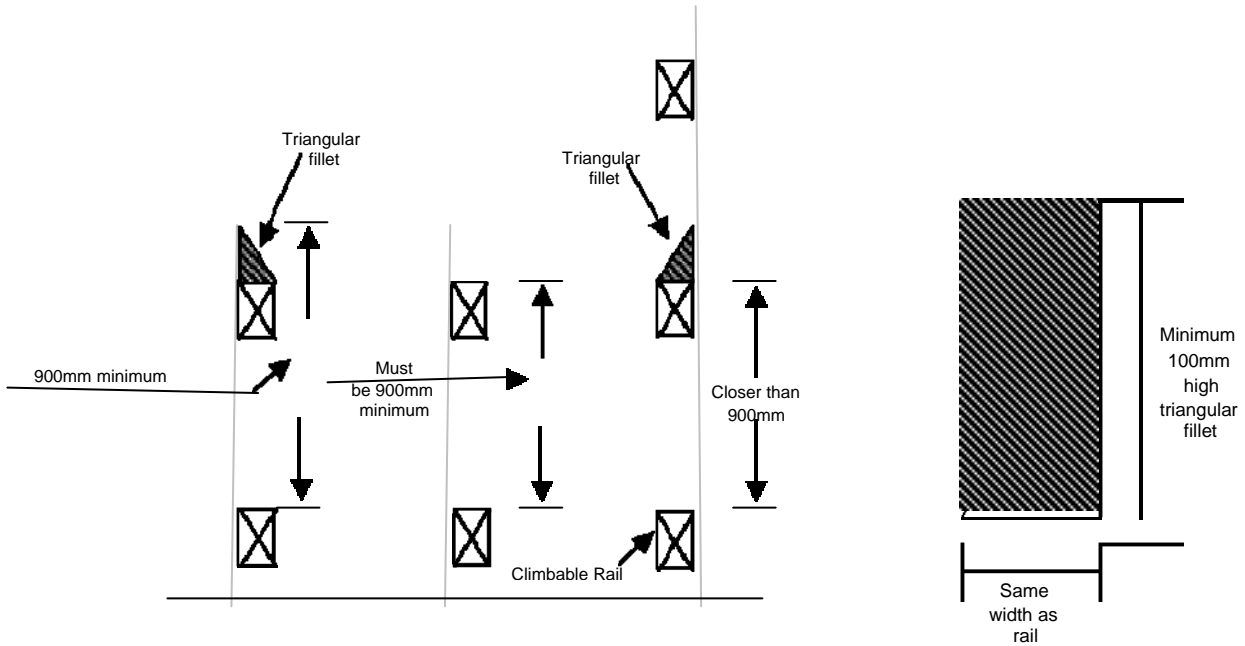 Triangular
fillet
Triangular
fillet
900mm minimum
Must
be 900mm
minimum
Closer than
900mm
Climbable Rail
Minimum
100mm
high
triangular
fillet
Same
width as
rail